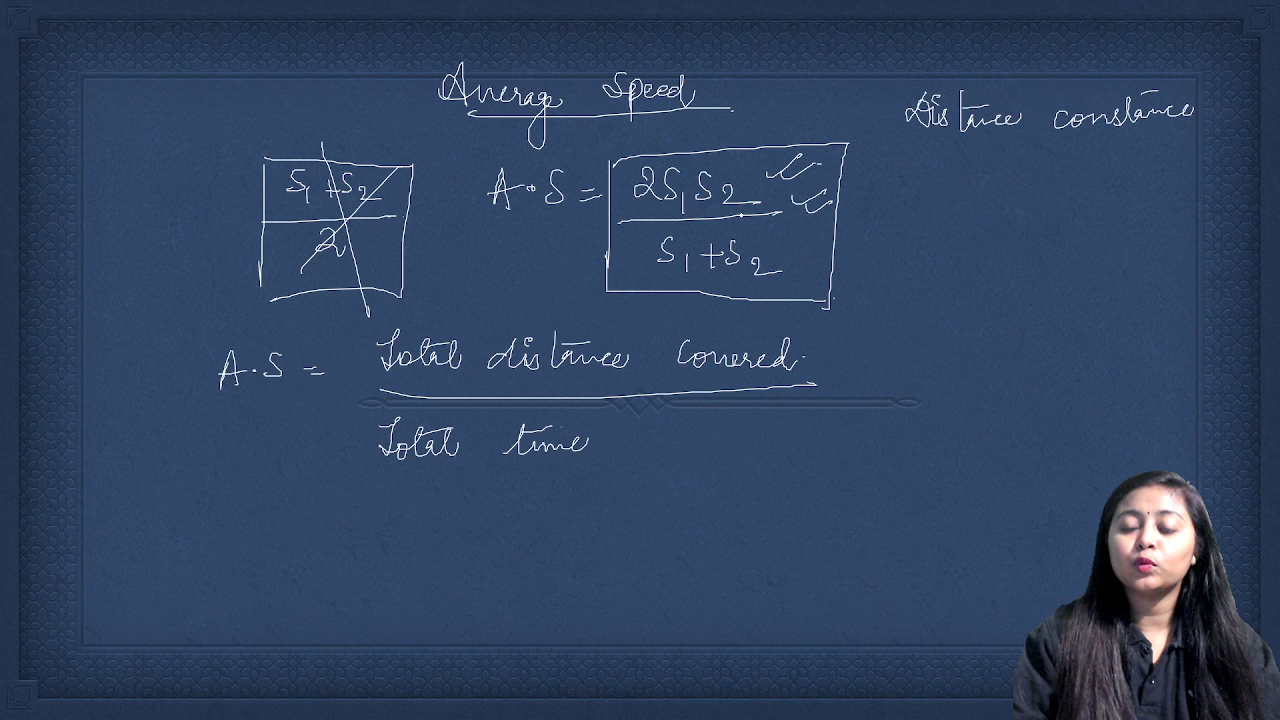 Average Speed
Distance constance
S1+S2
2
A.S = 2S1S2
S1+S2
A.S = Total distance Covered.
Total time